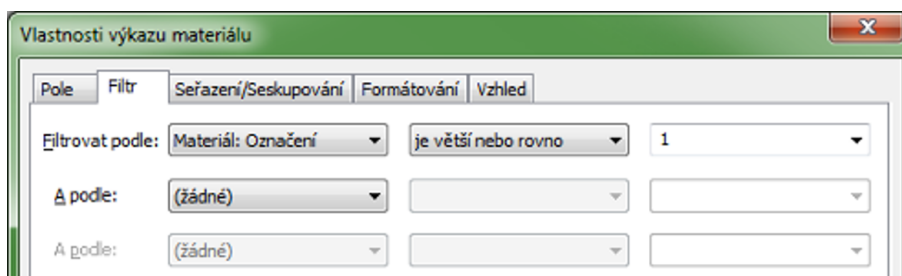 Vlastnosti výkazu materiálu
Pole Filtr Seřazení/Seskupování Formátování Vzhled
Filtrovat podle: Materiál: Označení je větší nebo rovno 1
A podle: (žádné)
A podle: (žádné)